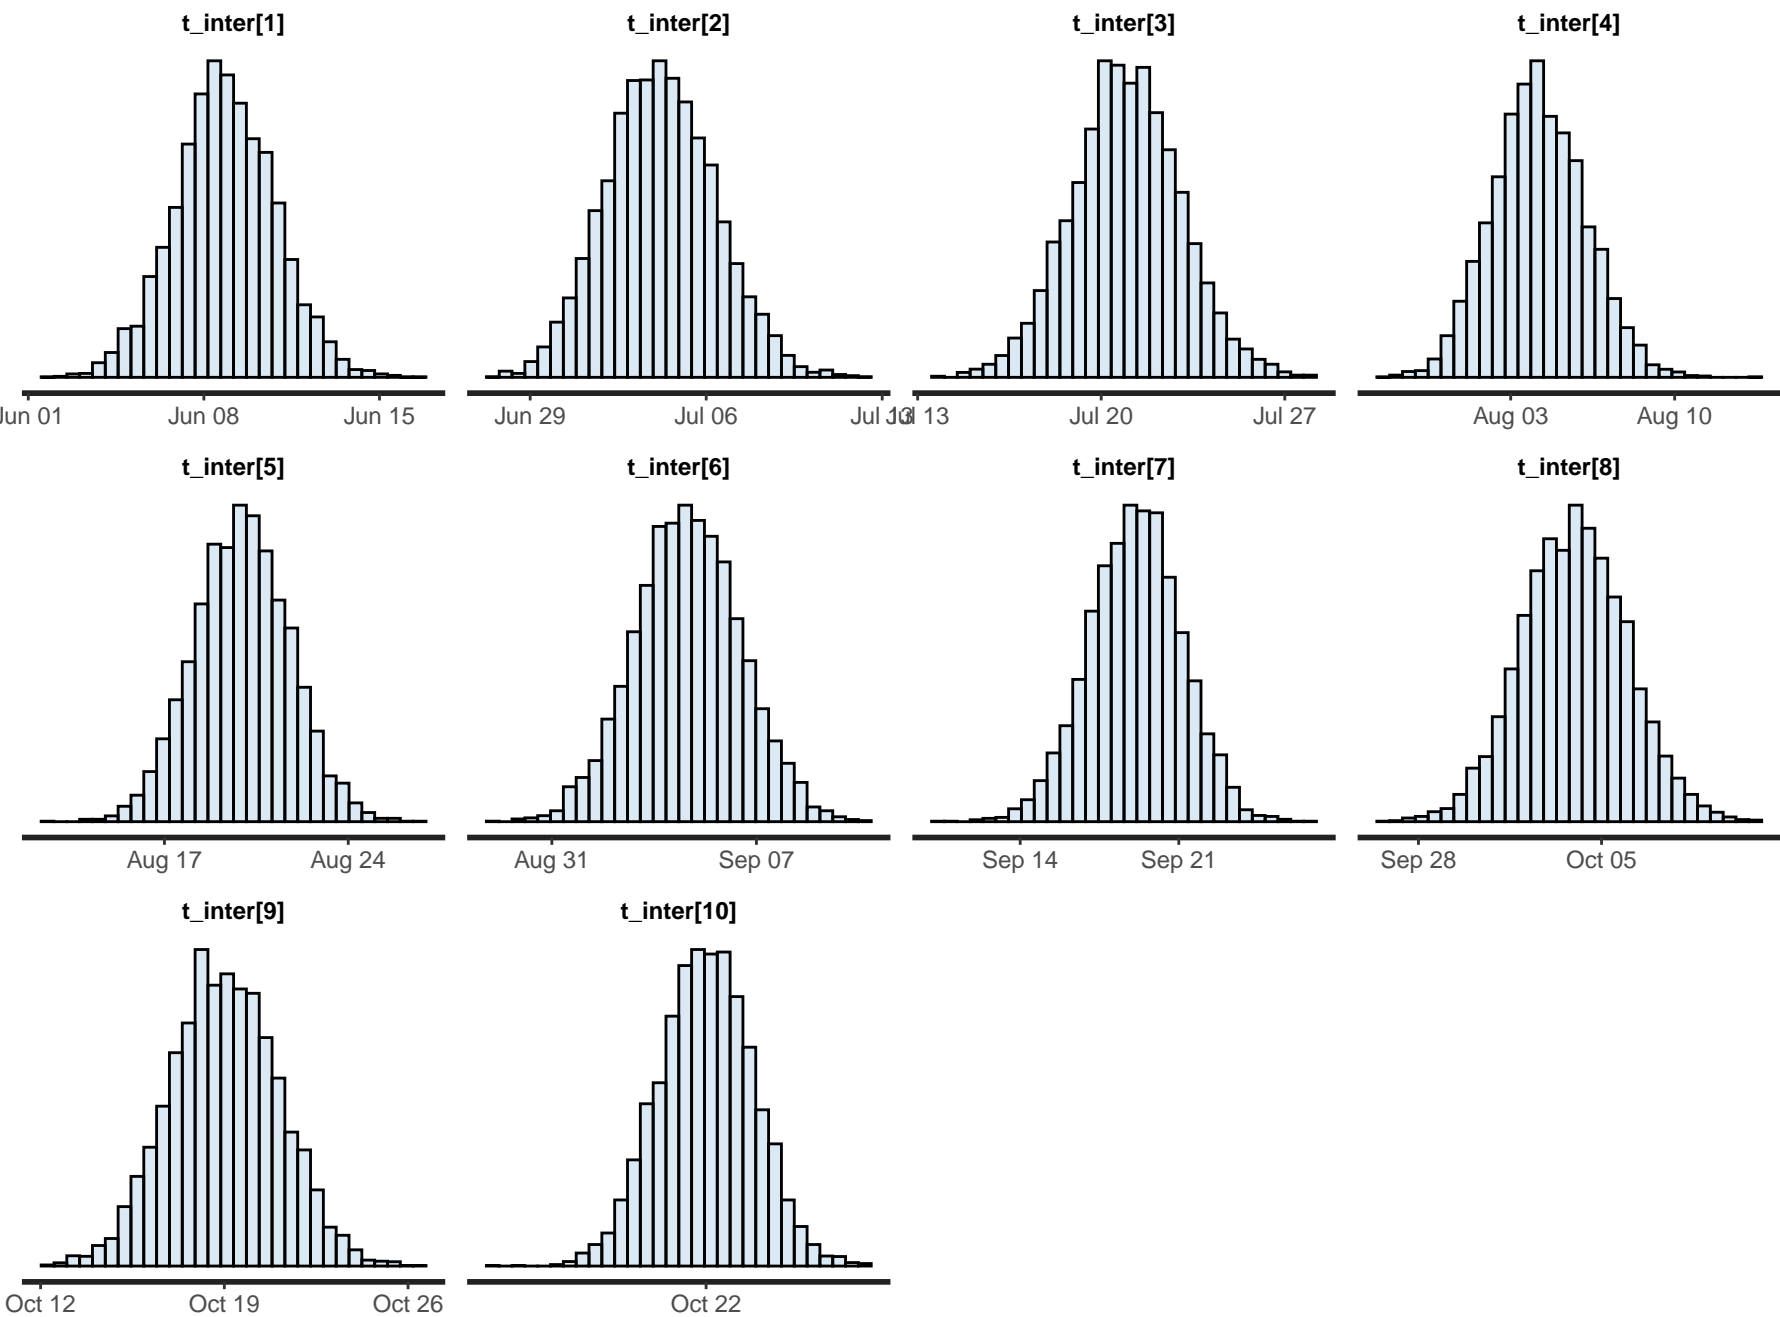 t_inter[1] t_inter[2] t_inter[3] t_inter[4]
Jun 01 Jun 08 Jun 15 Jun 29 Jul 06 Jul 13 Jul 13 Jul 20 Jul 27 Aug 03 Aug 10
t_inter[5] t_inter[6] t_inter[7] t_inter[8]
Aug 17 Aug 24 Aug 31 Sep 07 Sep 14 Sep 21 Sep 28 Oct 05
t_inter[9] t_inter[10]
Oct 12 Oct 19 Oct 26 Oct 22